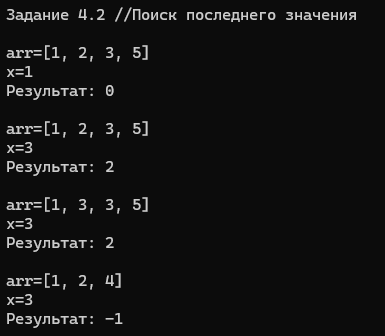 Задание 4.2 //Поиск последнего значения
arr=[1, 2, 3, 5]
x=1
Результат: 0
arr=[1, 2, 3, 5]
x=3
Результат: 2
arr=[1, 3, 3, 5]
x=3
Результат: 2
arr=[1, 2, 4]
x=3
Результат: -1